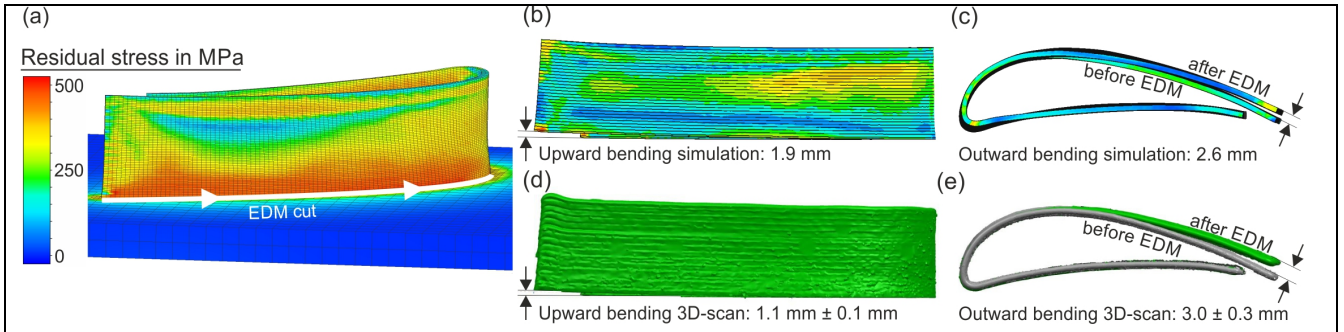 (a)
Residual stress in MPa
500
250
0
EDM cut
(b)
Upward bending simulation: 1.9 mm
(c)
before EDM
after EDM
Outward bending simulation: 2.6 mm
(d)
Upward bending 3D-scan: 1.1 mm ± 0.1 mm
(e)
before EDM
after EDM
Outward bending 3D-scan: 3.0 ± 0.3 mm